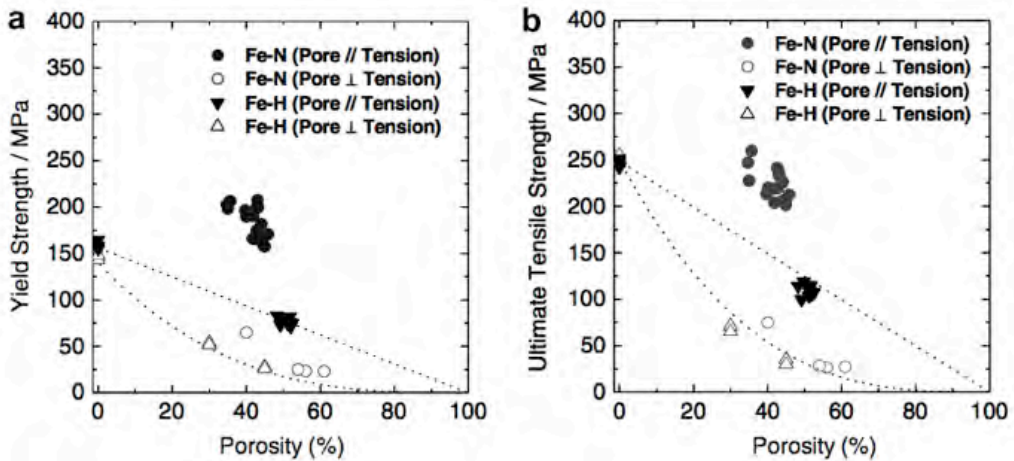 a
Yield Strength / MPa
400
350
300
250
200
150
100
50
0
Fe-N (Pore // Tension)
Fe-N (Pore ⊥ Tension)
Fe-H (Pore // Tension)
Fe-H (Pore ⊥ Tension)
0 20 40 60 80 100
Porosity (%)
b
Ultimate Tensile Strength / MPa
400
350
300
250
200
150
100
50
0
Fe-N (Pore // Tension)
Fe-N (Pore ⊥ Tension)
Fe-H (Pore // Tension)
Fe-H (Pore ⊥ Tension)
0 20 40 60 80 100
Porosity (%)